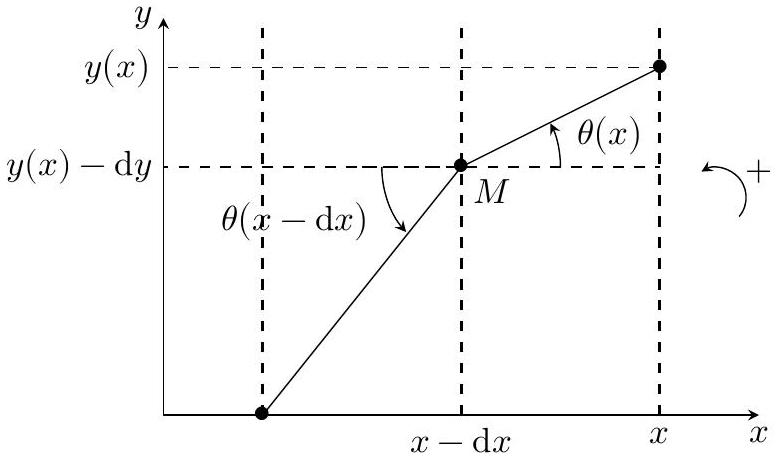 y
y(x)
θ(x)
y(x) − dy
+
M
θ(x − dx)
x − dx
x
x